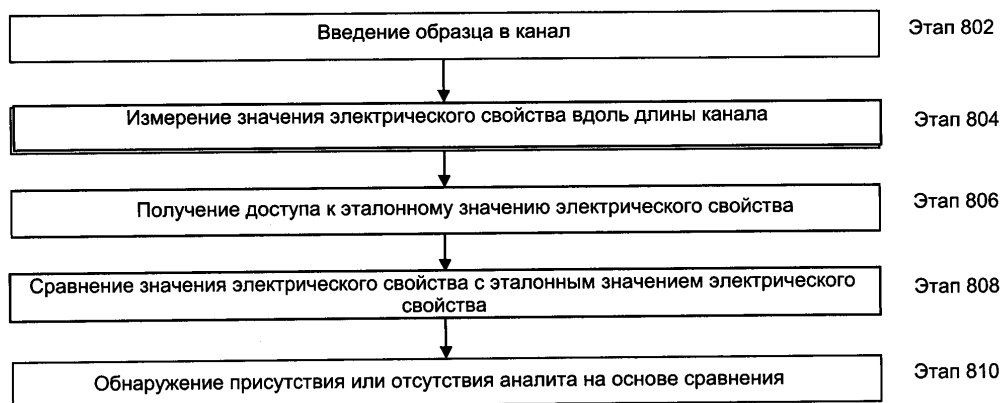 Введение образца в канал
Этап 802
Измерение значения электрического свойства вдоль длины канала
Этап 804
Получение доступа к эталонному значению электрического свойства
Этап 806
Сравнение значения электрического свойства с эталонным значением электрического
свойства
Этап 808
Обнаружение присутствия или отсутствия аналита на основе сравнения
Этап 810